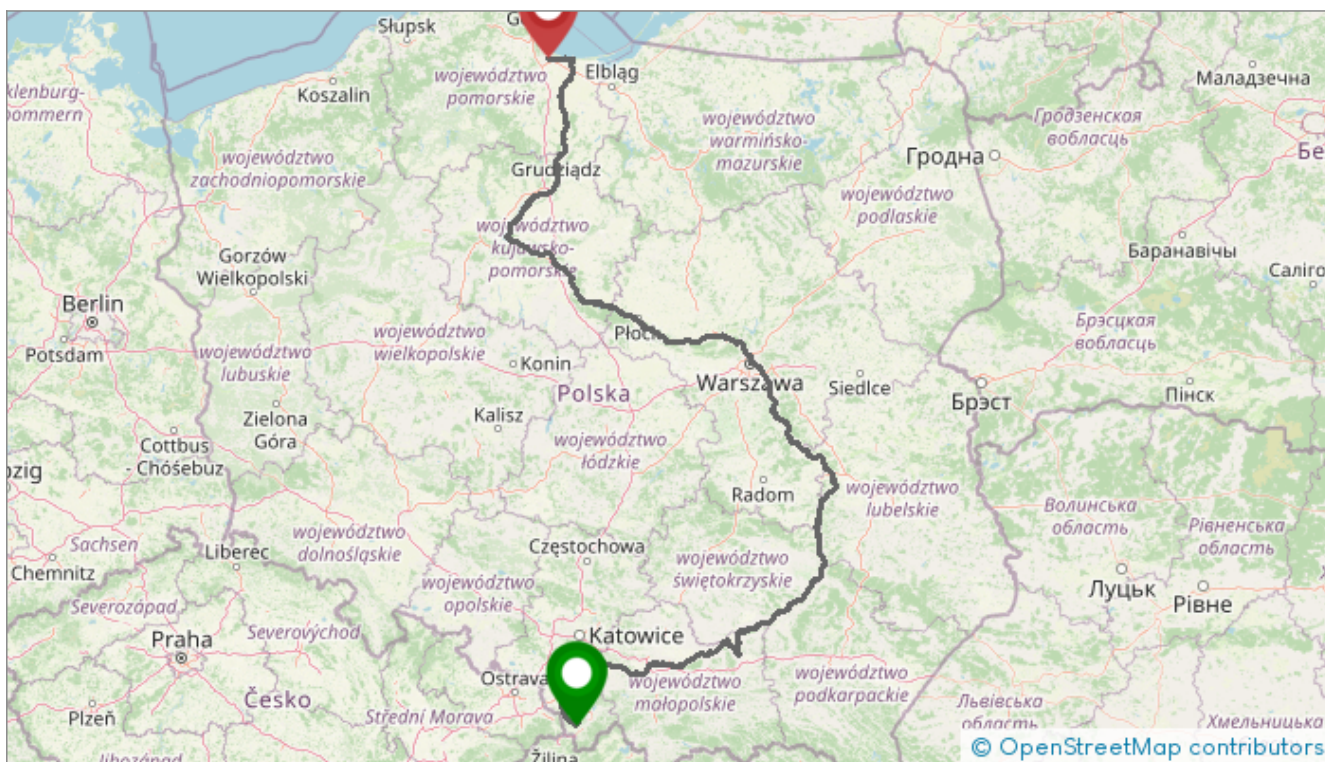 Słupsk
Elbląg
Маладзечна
cklenburg-
pommern
Koszalin
województwo
pomorskie
województwo
warmińsko-
mazurskie
Гродзенская
вобласць
województwo
zachodniopomorskie
Grudziądz
Гродна
województwo
podlaskie
województwo
kujawsko-
pomorskie
Баранавічы
Gorzów
Wielkopolski
Berlin
Potsdam
Płock
Брэсцкая
вобласць
województwo
lubuskie
województwo
wielkopolskie
Konin
Warszawa
Siedlce
Брэст
Пінск
Polska
Zielona
Góra
Kalisz
Cottbus
- Chóśebuz
województwo
łódzkie
Radom
województwo
lubelskie
Волинська
область
Рівненська
область
Sachsen
Chemnitz
Liberec
województwo
dolnośląskie
Częstochowa
województwo
świętokrzyskie
województwo
opolskie
Луцьк
Рівне
Severozápad
Severovýchod
Praha
Katowice
Ostrava
województwo
małopolskie
województwo
podkarpackie
Plzeň
Česko
Střední Morava
Львівська
область
Хмельницька
Žilina
© OpenStreetMap contributors